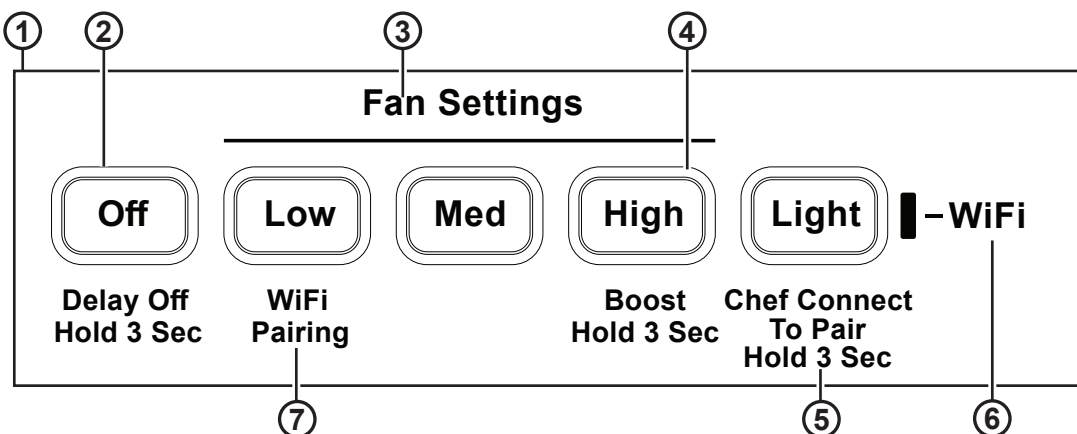 ① ② ③ ④
Fan Settings
Off Low Med High Light -WiFi
Delay Off WiFi Boost Chef Connect
Hold 3 Sec Pairing Hold 3 Sec To Pair
Hold 3 Sec
⑦ ⑤ ⑥